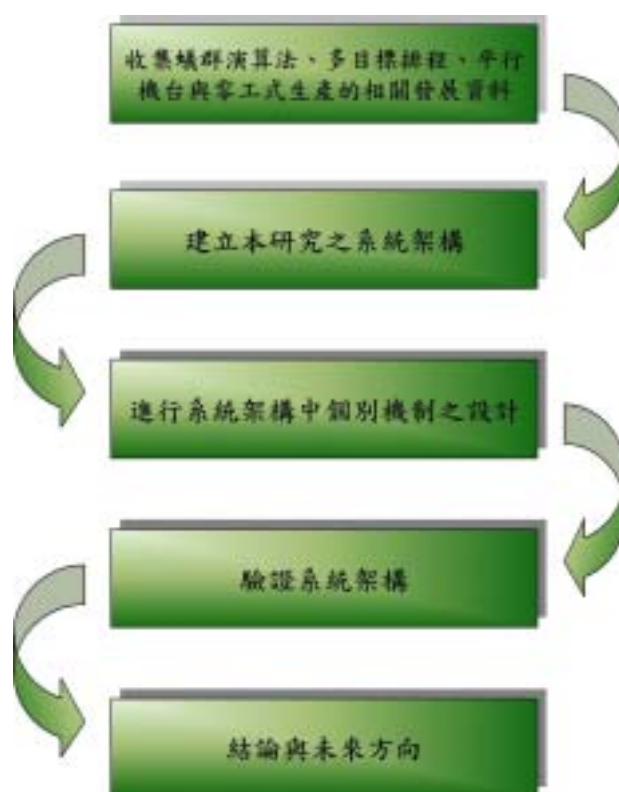 收集蟻群演算法、多目標排程、平行
機台與零工式生產的相關發展資料
建立本研究之系統架構
進行系統架構中個別機制之設計
驗證系統架構
結論與未來方向